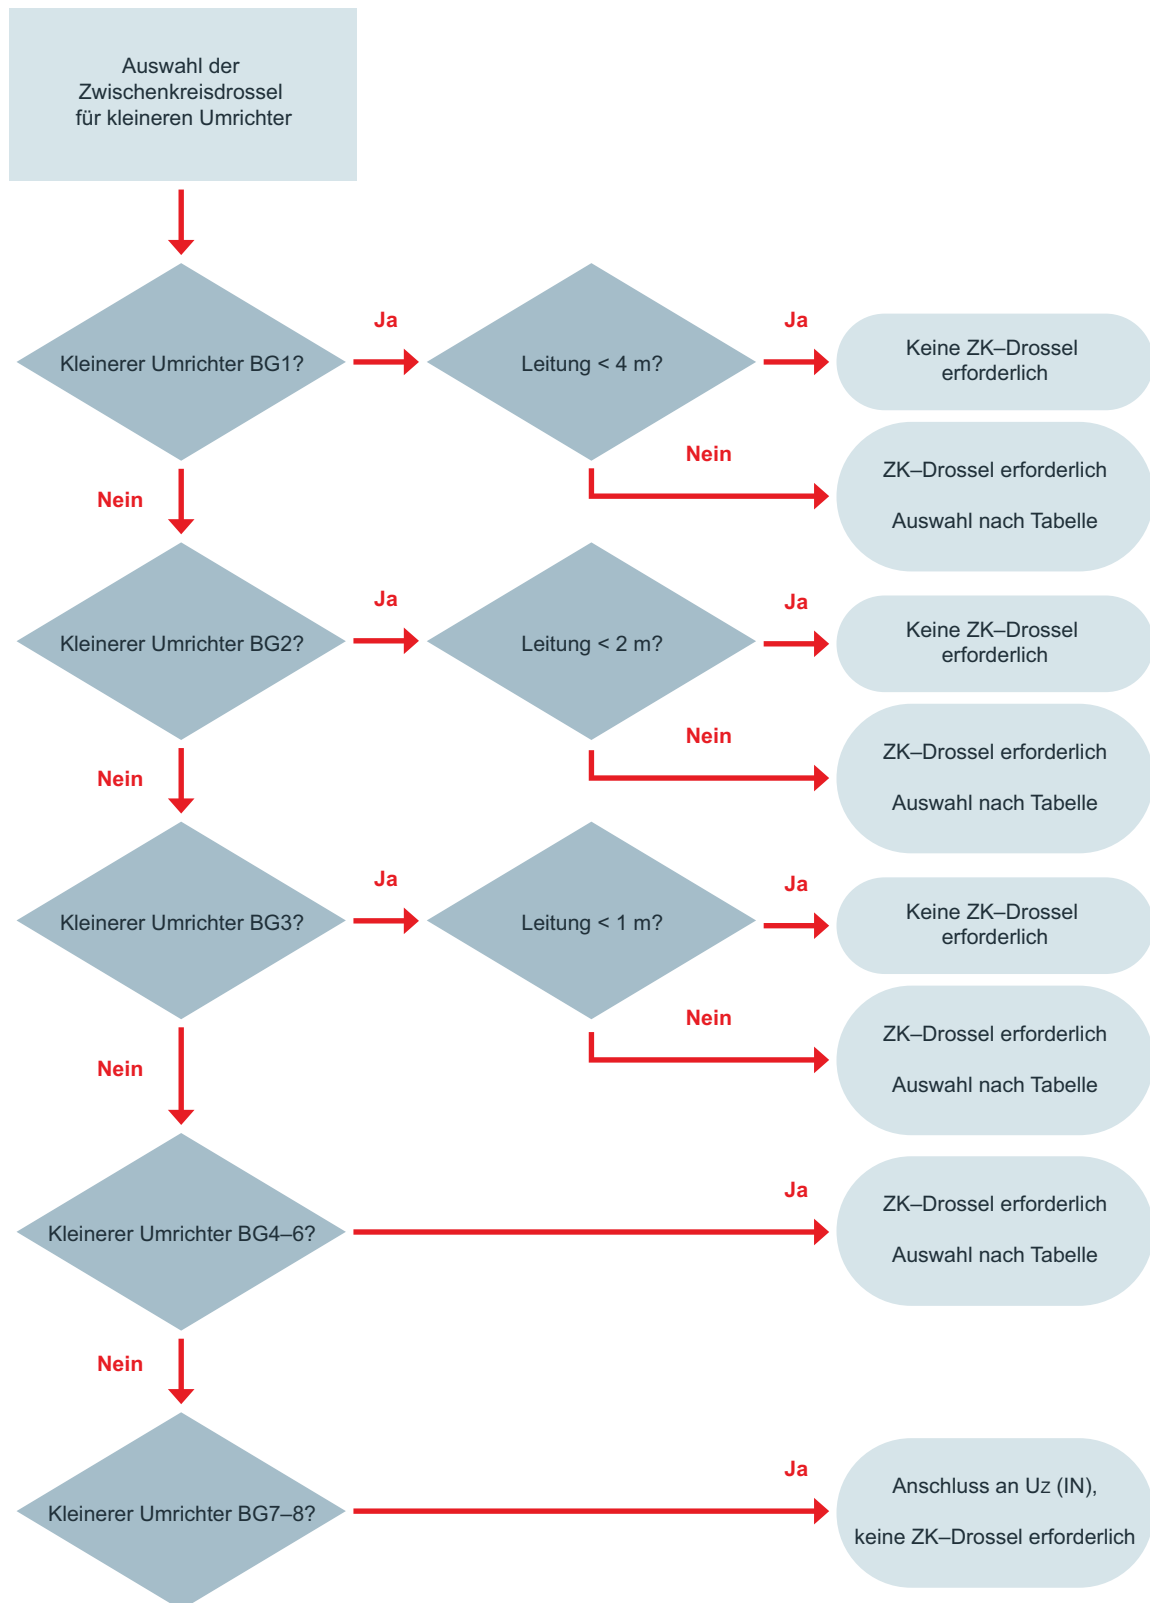 Auswahl der
Zwischenkreisdrossel
für kleineren Umrichter
Kleinerer Umrichter BG1?
Ja
Leitung < 4 m?
Ja
Keine ZK–Drossel
erforderlich
Nein
ZK–Drossel erforderlich
Auswahl nach Tabelle
Nein
Kleinerer Umrichter BG2?
Ja
Leitung < 2 m?
Ja
Keine ZK–Drossel
erforderlich
Nein
ZK–Drossel erforderlich
Auswahl nach Tabelle
Nein
Kleinerer Umrichter BG3?
Ja
Leitung < 1 m?
Ja
Keine ZK–Drossel
erforderlich
Nein
ZK–Drossel erforderlich
Auswahl nach Tabelle
Nein
Kleinerer Umrichter BG4–6?
Ja
ZK–Drossel erforderlich
Auswahl nach Tabelle
Nein
Kleinerer Umrichter BG7–8?
Ja
Anschluss an Uz (IN),
keine ZK–Drossel erforderlich